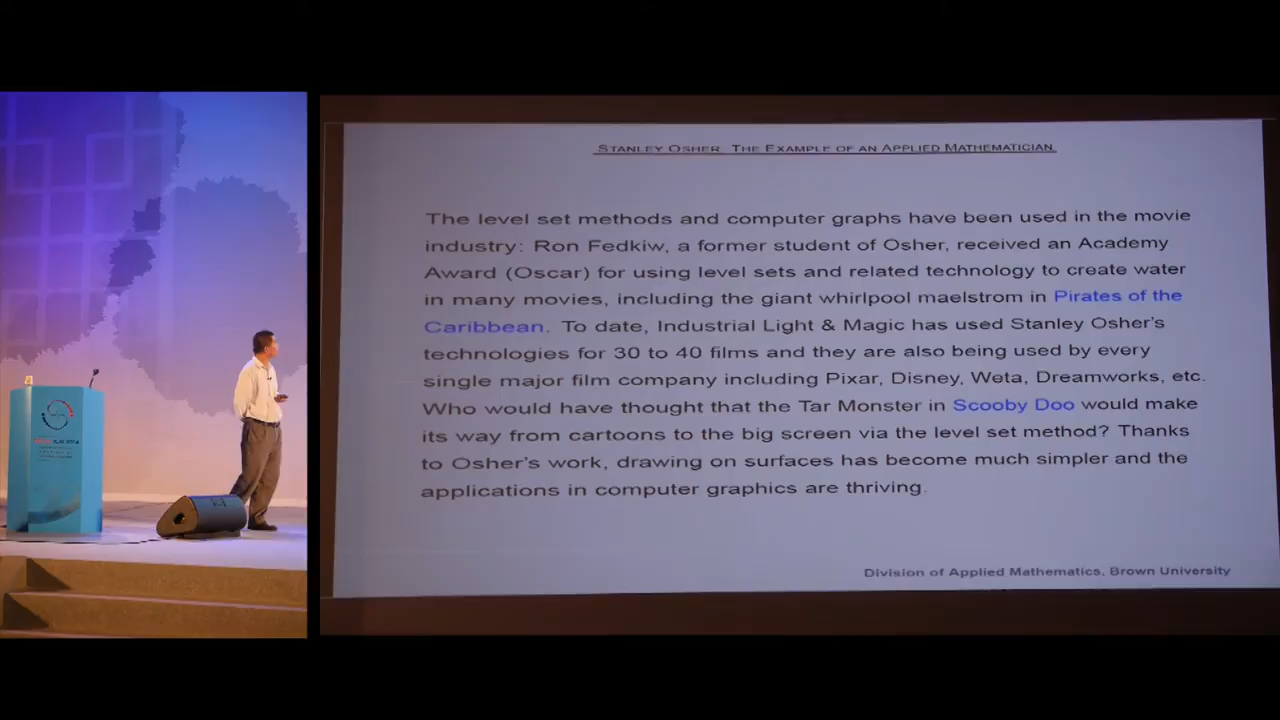 STANLEY OSHER: THE EXAMPLE OF AN APPLIED MATHEMATICIAN
The level set methods and computer graphs have been used in the movie
industry: Ron Fedkiw, a former student of Osher, received an Academy
Award (Oscar) for using level sets and related technology to create water
in many movies, including the giant whirlpool maelstrom in Pirates of the
Caribbean. To date, Industrial Light & Magic has used Stanley Osher's
technologies for 30 to 40 films and they are also being used by every
single major film company including Pixar, Disney, Weta, Dreamworks, etc.
Who would have thought that the Tar Monster in Scooby Doo would make
its way from cartoons to the big screen via the level set method? Thanks
to Osher's work, drawing on surfaces has become much simpler and the
applications in computer graphics are thriving.
Division of Applied Mathematics, Brown University